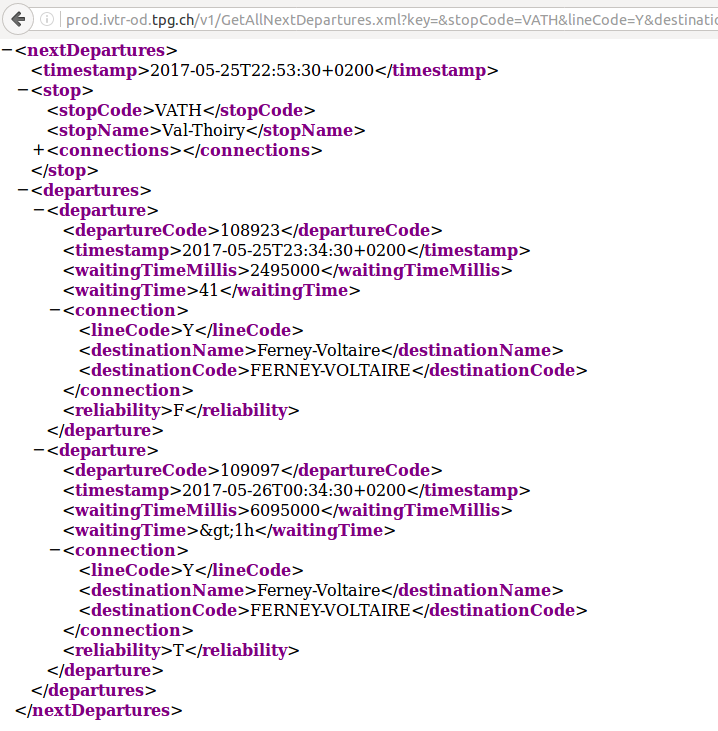 prod.ivtr-od.tpg.ch/v1/GetAllNextDepartures.xml?key=&stopCode=VATH&lineCode=Y&destinatio
−<nextDepartures>
<timestamp>2017-05-25T22:53:30+0200</timestamp>
−<stop>
<stopCode>VATH</stopCode>
<stopName>Val-Thoiry</stopName>
+<connections></connections>
</stop>
−<departures>
−<departure>
<departureCode>108923</departureCode>
<timestamp>2017-05-25T23:34:30+0200</timestamp>
<waitingTimeMillis>2495000</waitingTimeMillis>
<waitingTime>41</waitingTime>
−<connection>
<lineCode>Y</lineCode>
<destinationName>Ferney-Voltaire</destinationName>
<destinationCode>FERNEY-VOLTAIRE</destinationCode>
</connection>
<reliability>F</reliability>
</departure>
−<departure>
<departureCode>109097</departureCode>
<timestamp>2017-05-26T00:34:30+0200</timestamp>
<waitingTimeMillis>6095000</waitingTimeMillis>
<waitingTime>&gt;1h</waitingTime>
−<connection>
<lineCode>Y</lineCode>
<destinationName>Ferney-Voltaire</destinationName>
<destinationCode>FERNEY-VOLTAIRE</destinationCode>
</connection>
<reliability>T</reliability>
</departure>
</departures>
</nextDepartures>